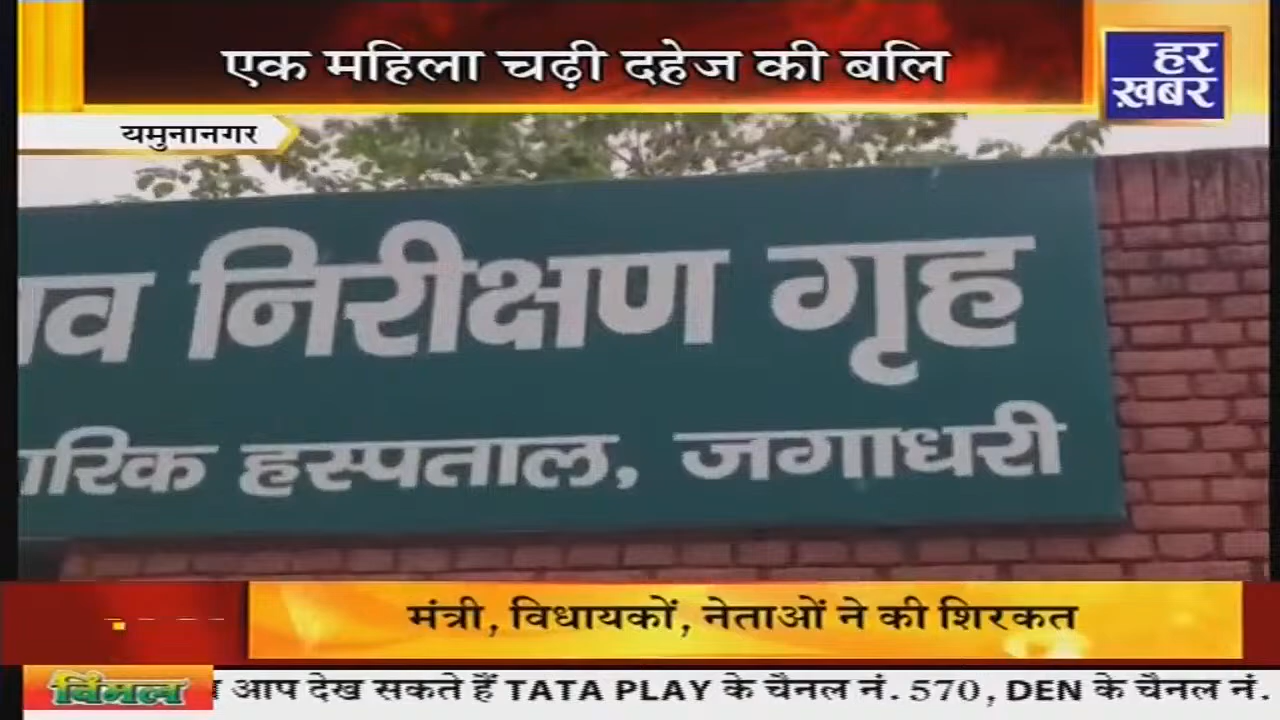 एक महिला चढ़ी दहेज की बलि
हर
ख़बर
यमुनानगर
निरीक्षण गृह
हस्पताल, जगाधरी
मंत्री, विधायकों, नेताओं ने की शिरकत
विमल
आप देख सकते हैं TATA PLAY के चैनल नं. 570, DEN के चैनल नं.